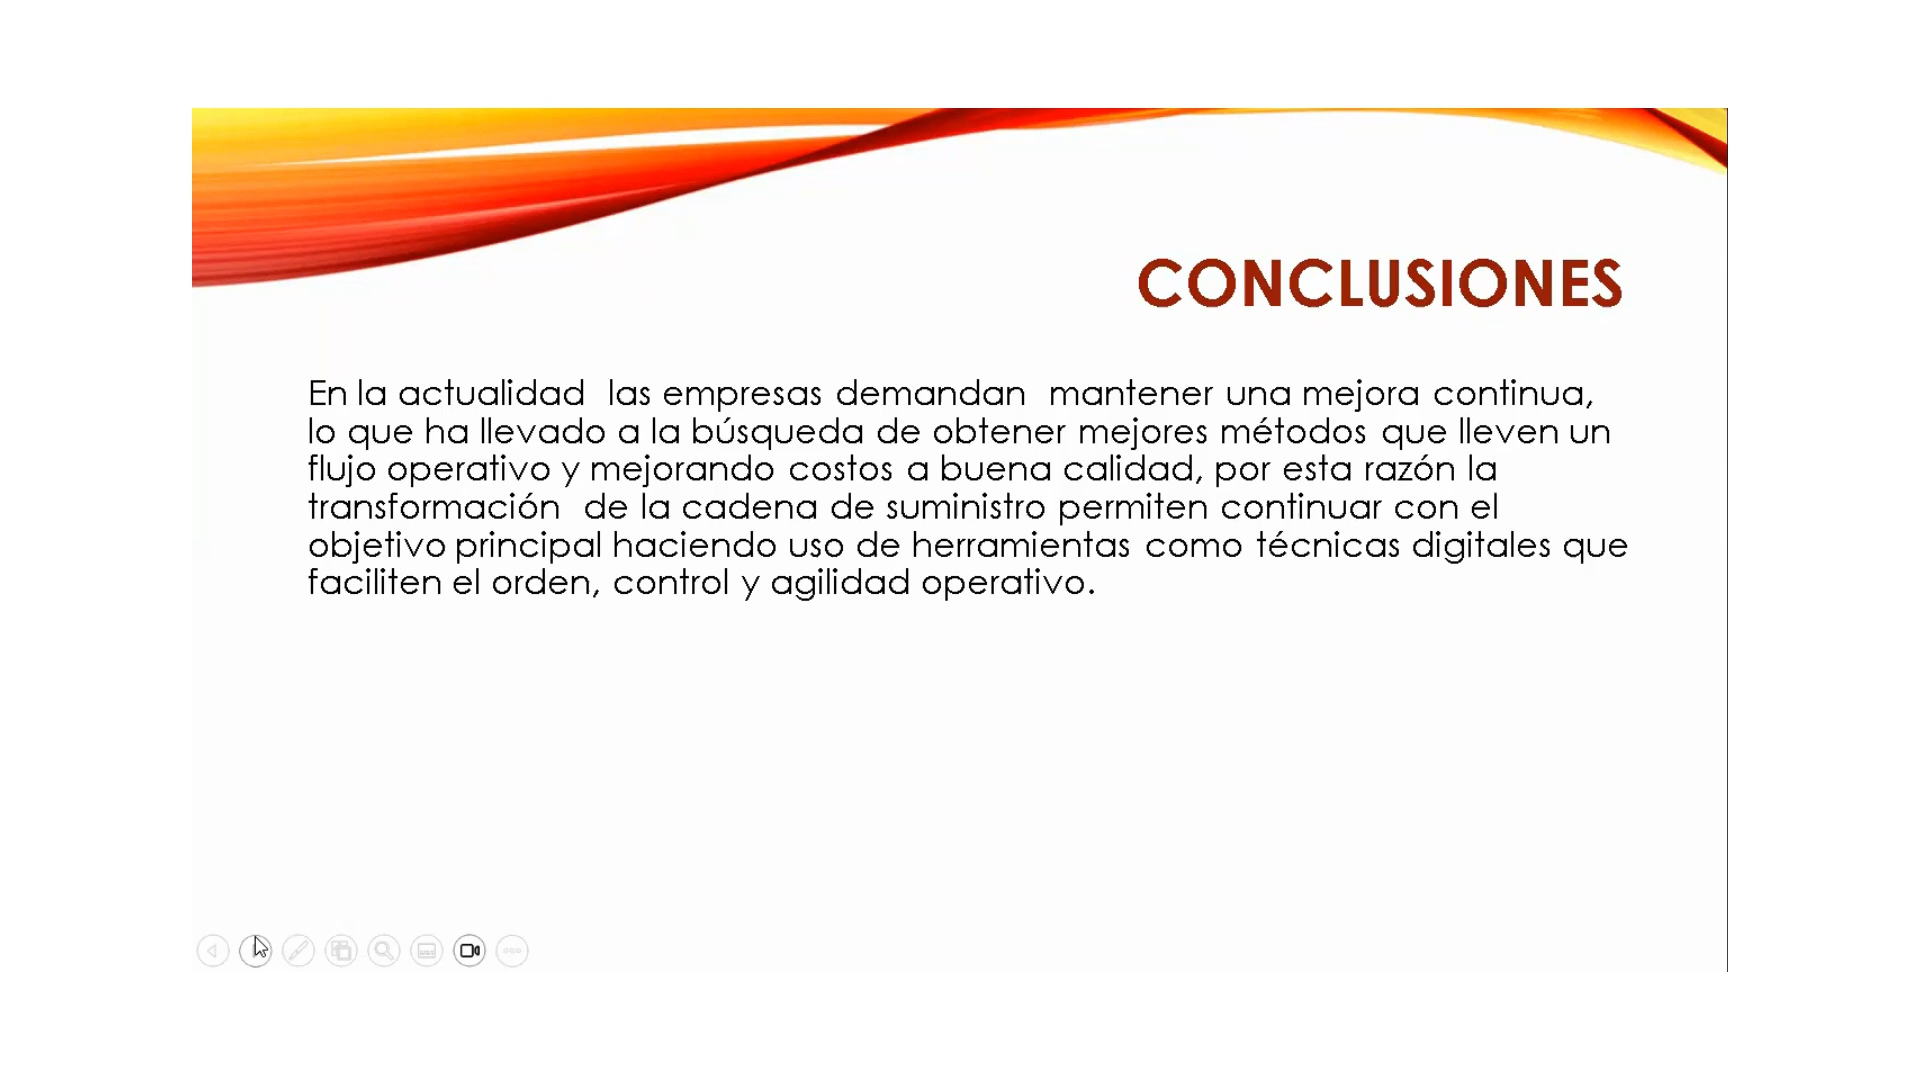 CONCLUSIONES
En la actualidad  las empresas demandan  mantener una mejora continua,
lo que ha llevado a la búsqueda de obtener mejores métodos que lleven un
flujo operativo y mejorando costos a buena calidad, por esta razón la
transformación  de la cadena de suministro permiten continuar con el
objetivo principal haciendo uso de herramientas como técnicas digitales que
faciliten el orden, control y agilidad operativo.